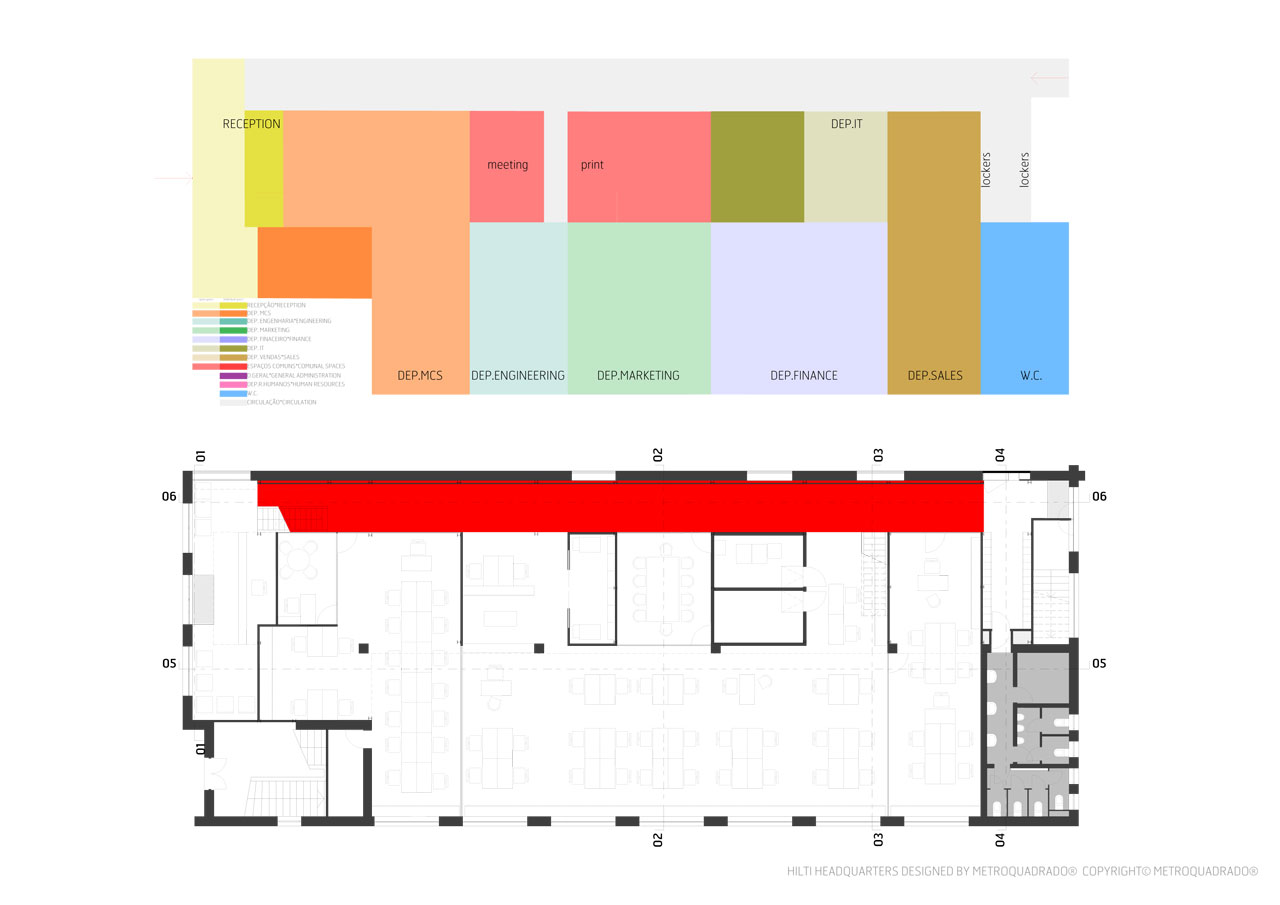 RECEPTION
DEP.IT
meeting
print
lockers
lockers
RECEPÇÃO*RECEPTION
DEP. MCS
DEP. ENGENHARIA*ENGINEERING
DEP. MARKETING
DEP. FINACEIRO*FINANCE
DEP. IT
DEP. VENDAS*SALES
ESPAÇOS COMUNS*COMUNAL SPACES
D.GERAL*GENERAL ADMINISTRATION
DEP.R.HUMANOS*HUMAN RESOURCES
W.C.
CIRCULAÇÃO*CIRCULATION
DEP.MCS
DEP.ENGINEERING
DEP.MARKETING
DEP.FINANCE
DEP.SALES
W.C.
01
02
03
04
06
06
05
05
01
02
03
04
HILTI HEADQUARTERS DESIGNED BY METROQUADRADO® COPYRIGHT© METROQUADRADO®